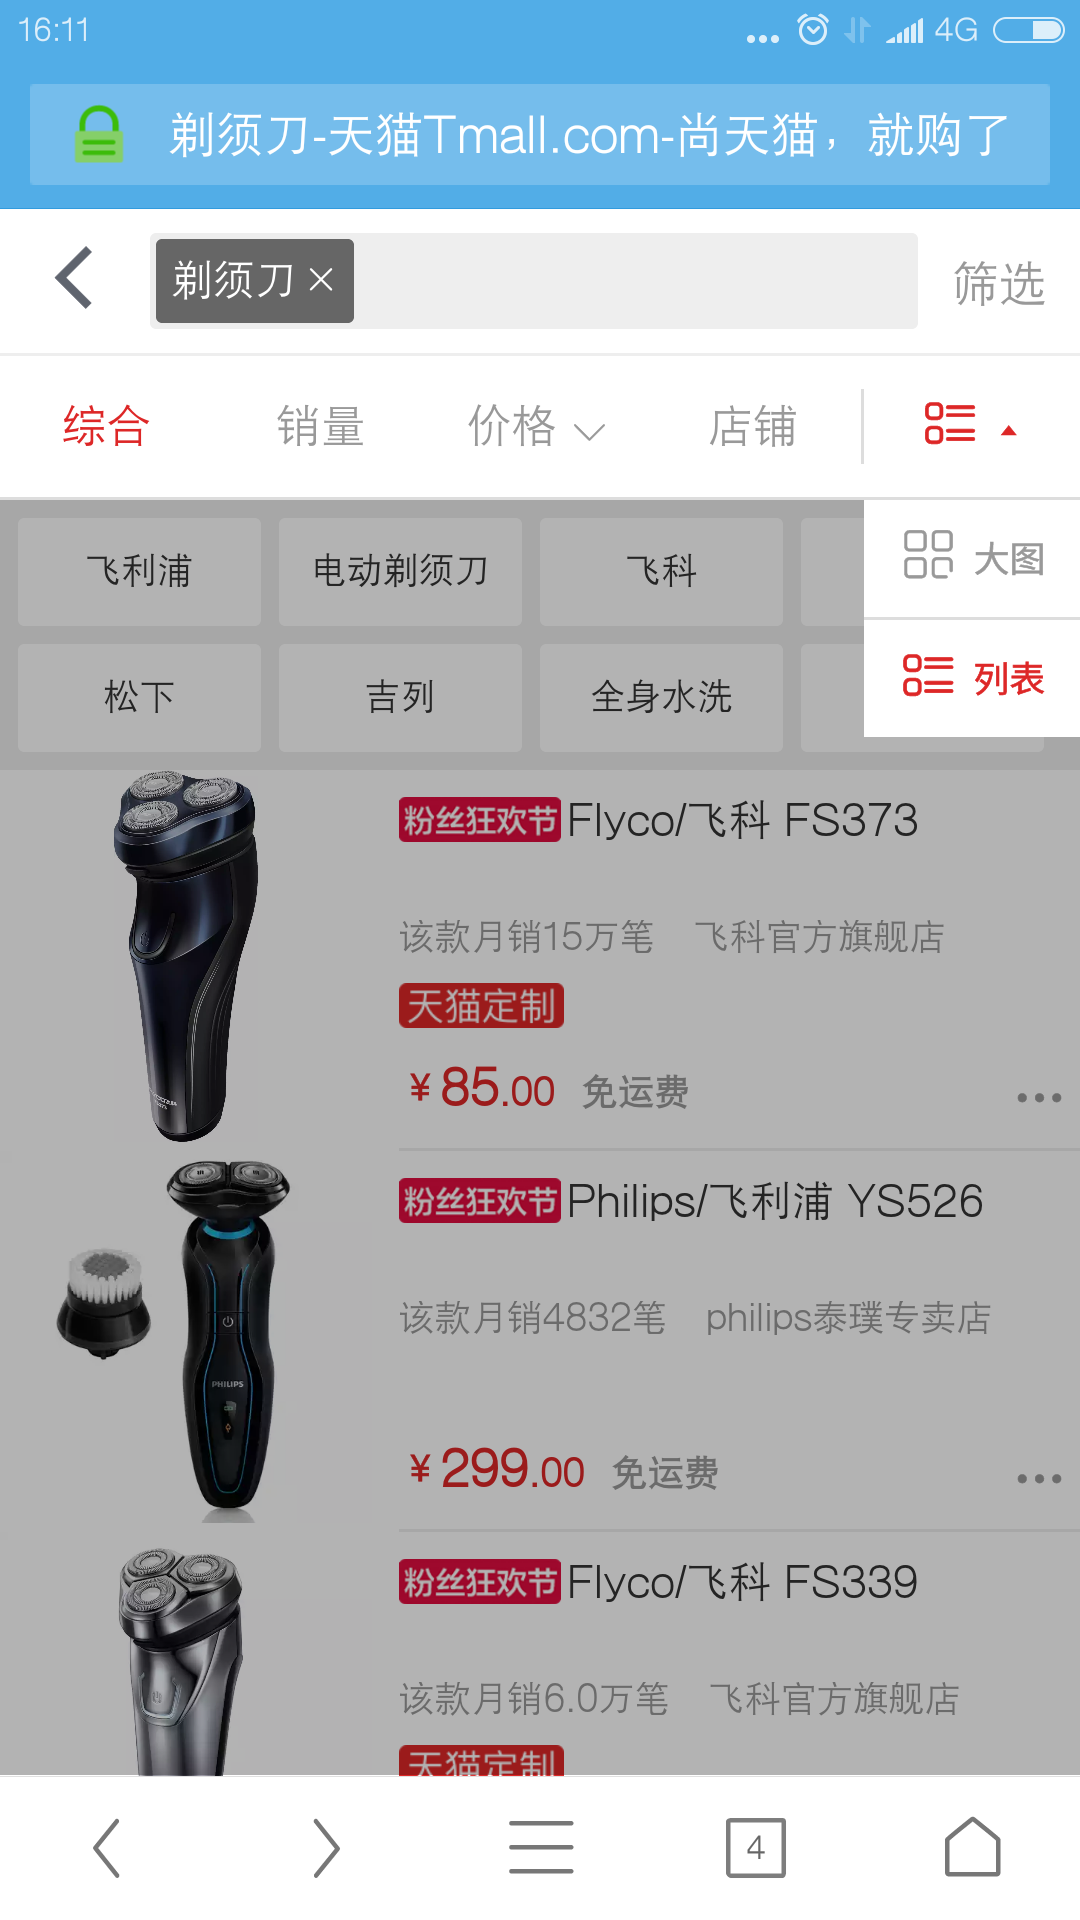 16:11
4G
剃须刀-天猫Tmall.com-尚天猫，就购了
剃须刀 ×
筛选
综合 销量 价格 店铺
大图
列表
飞利浦 电动剃须刀 飞科
松下 吉列 全身水洗
粉丝狂欢节 Flyco/飞科 FS373
该款月销15万笔 飞科官方旗舰店
天猫定制
¥85.00 免运费
粉丝狂欢节 Philips/飞利浦 YS526
PHILIPS
该款月销4832笔 philips泰璞专卖店
¥299.00 免运费
粉丝狂欢节 Flyco/飞科 FS339
该款月销6.0万笔 飞科官方旗舰店
天猫定制
4